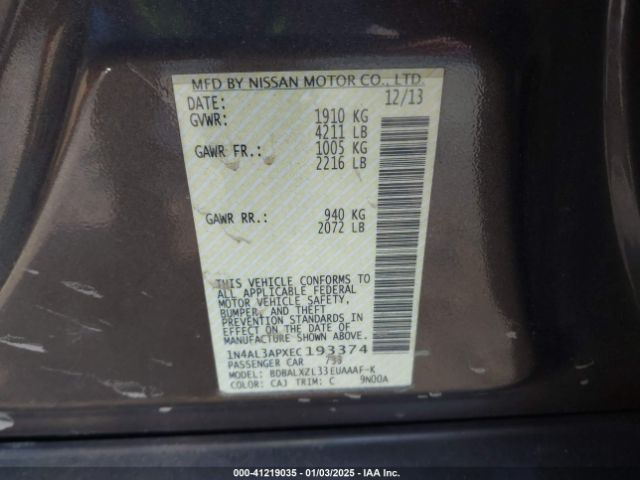 MFD BY NISSAN MOTOR CO., LTD.
DATE: 12/13
GVWR: 1910 KG
4211 LB
GAWR FR.: 1005 KG
2216 LB
GAWR RR.: 940 KG
2072 LB
THIS VEHICLE CONFORMS TO
ALL APPLICABLE FEDERAL
MOTOR VEHICLE SAFETY,
BUMPER, AND THEFT
PREVENTION STANDARDS IN
EFFECT ON THE DATE OF
MANUFACTURE SHOWN ABOVE.
1N4AL3APXEC193374
PASSENGER CAR 798
MODEL: BDBALXZL33EUAAAF-K
COLOR: CAJ TRIM: C 9N00A
000-41219035 - 01/03/2025 - IAA Inc.